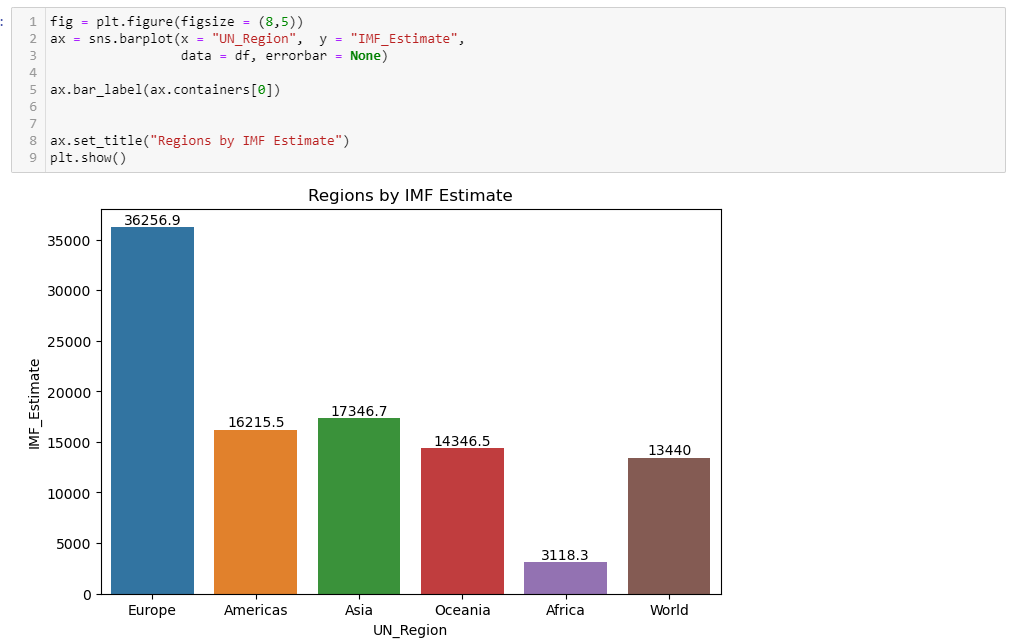 :
1 fig = plt.figure(figsize = (8,5))
2 ax = sns.barplot(x = "UN_Region",  y = "IMF_Estimate",
3                  data = df, errorbar = None)
4
5 ax.bar_label(ax.containers[0])
6
7
8 ax.set_title("Regions by IMF Estimate")
9 plt.show()
Regions by IMF Estimate
36256.9
35000
30000
25000
20000
17346.7
16215.5
15000
14346.5
13440
10000
5000
3118.3
0
IMF_Estimate
Europe Americas Asia Oceania Africa World
UN_Region